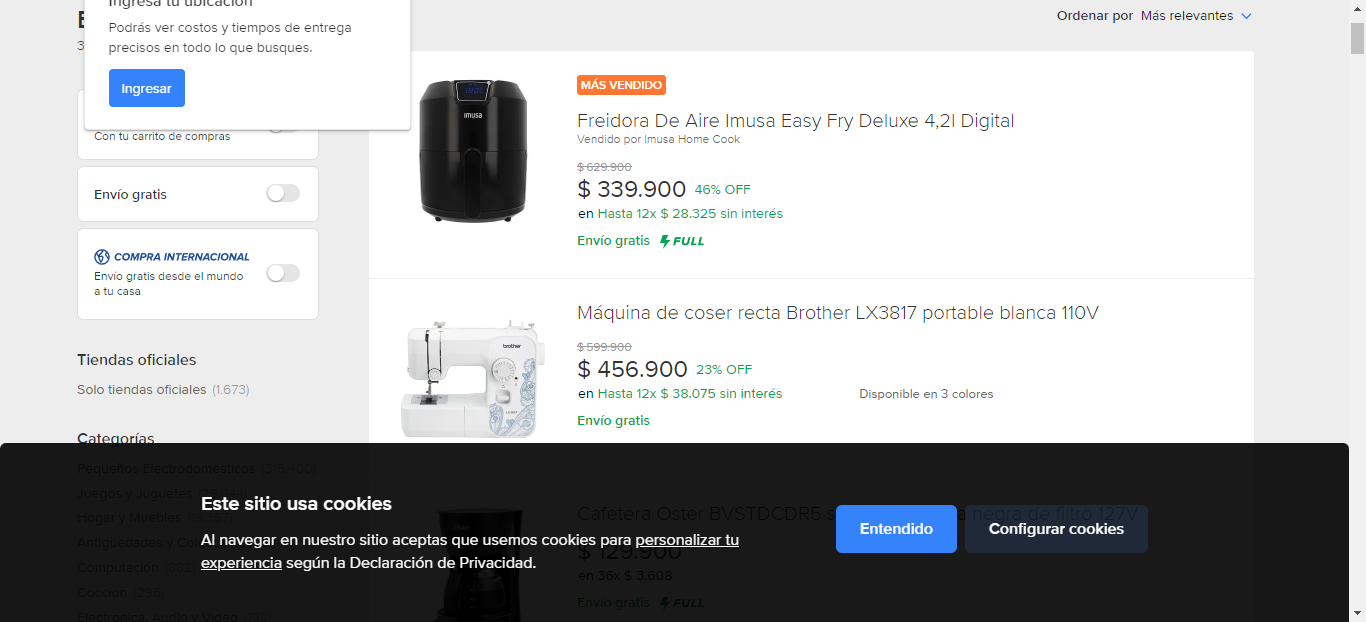 Ingresa tu ubicación
Podrás ver costos y tiempos de entrega
precisos en todo lo que busques.
Ingresar
Con tu carrito de compras
Envío gratis
COMPRA INTERNACIONAL
Envío gratis desde el mundo
a tu casa
Tiendas oficiales
Solo tiendas oficiales (1.673)
Categorías
Pequeños Electrodomésticos (315,400)
Juegos y Juguetes
Hogar y Muebles
Antigüedades y Co
Computación (882)
Cocción (236)
Electronica, Audio y Video
Ordenar por Más relevantes
imusa
MÁS VENDIDO
Freidora De Aire Imusa Easy Fry Deluxe 4,2l Digital
Vendido por Imusa Home Cook
$ 629.900
$ 339.900 46% OFF
en Hasta 12x $ 28.325 sin interés
Envío gratis FULL
brother
Máquina de coser recta Brother LX3817 portable blanca 110V
$ 599.900
$ 456.900 23% OFF
en Hasta 12x $ 38.075 sin interés
Disponible en 3 colores
Envío gratis
Cafetera Oster BVSTDCDR5 s a negra de filtro 127V
$ 129.900
en 36x $ 3.608
Envío gratis FULL
Este sitio usa cookies
Al navegar en nuestro sitio aceptas que usemos cookies para personalizar tu
experiencia según la Declaración de Privacidad.
Entendido
Configurar cookies